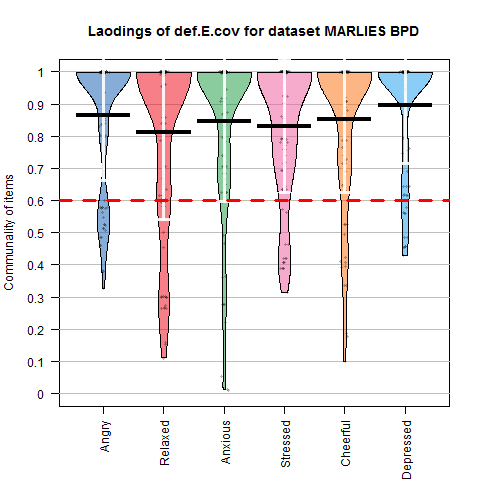 Laodings of def.E.cov for dataset MARLIES BPD
Communality of items
1
0.9
0.8
0.7
0.6
0.5
0.4
0.3
0.2
0.1
0
Angry
Relaxed
Anxious
Stressed
Cheerful
Depressed